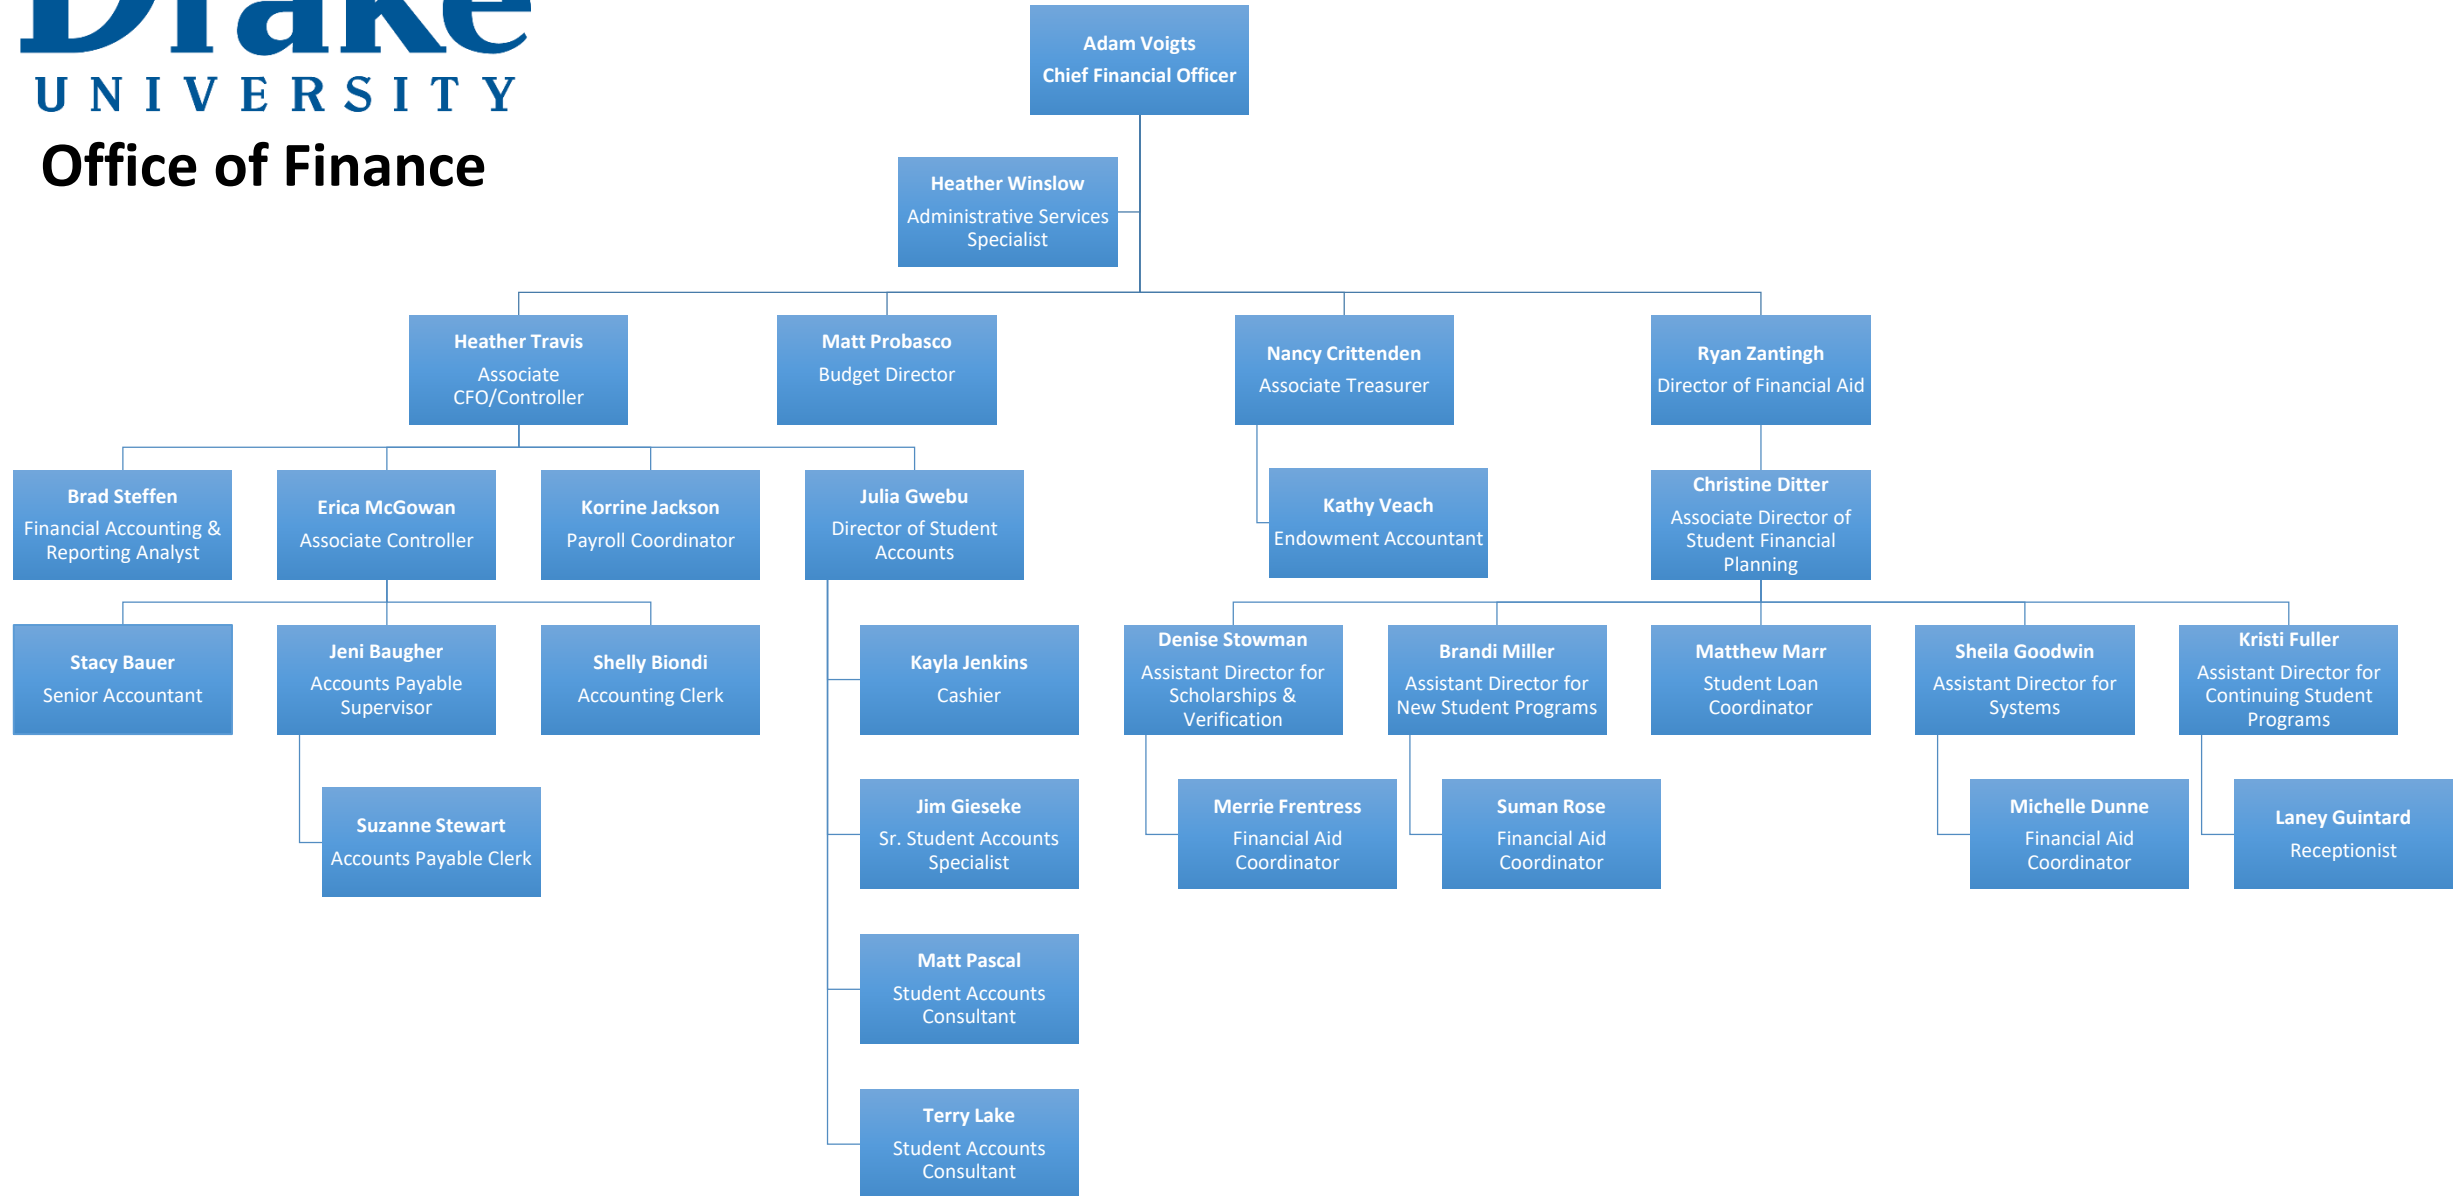 Drake
UNIVERSITY
Office of Finance
Adam Voigts
Chief Financial Officer
Heather Winslow
Administrative Services
Specialist
Heather Travis
Associate
CFO/Controller
Matt Probasco
Budget Director
Nancy Crittenden
Associate Treasurer
Ryan Zantingh
Director of Financial Aid
Brad Steffen
Financial Accounting &
Reporting Analyst
Erica McGowan
Associate Controller
Korrine Jackson
Payroll Coordinator
Julia Gwebu
Director of Student
Accounts
Kathy Veach
Endowment Accountant
Christine Ditter
Associate Director of
Student Financial
Planning
Stacy Bauer
Senior Accountant
Jeni Baugher
Accounts Payable
Supervisor
Shelly Biondi
Accounting Clerk
Kayla Jenkins
Cashier
Denise Stowman
Assistant Director for
Scholarships &
Verification
Brandi Miller
Assistant Director for
New Student Programs
Matthew Marr
Student Loan
Coordinator
Sheila Goodwin
Assistant Director for
Systems
Kristi Fuller
Assistant Director for
Continuing Student
Programs
Suzanne Stewart
Accounts Payable Clerk
Jim Gieseke
Sr. Student Accounts
Specialist
Merrie Frentress
Financial Aid
Coordinator
Suman Rose
Financial Aid
Coordinator
Michelle Dunne
Financial Aid
Coordinator
Laney Guintard
Receptionist
Matt Pascal
Student Accounts
Consultant
Terry Lake
Student Accounts
Consultant